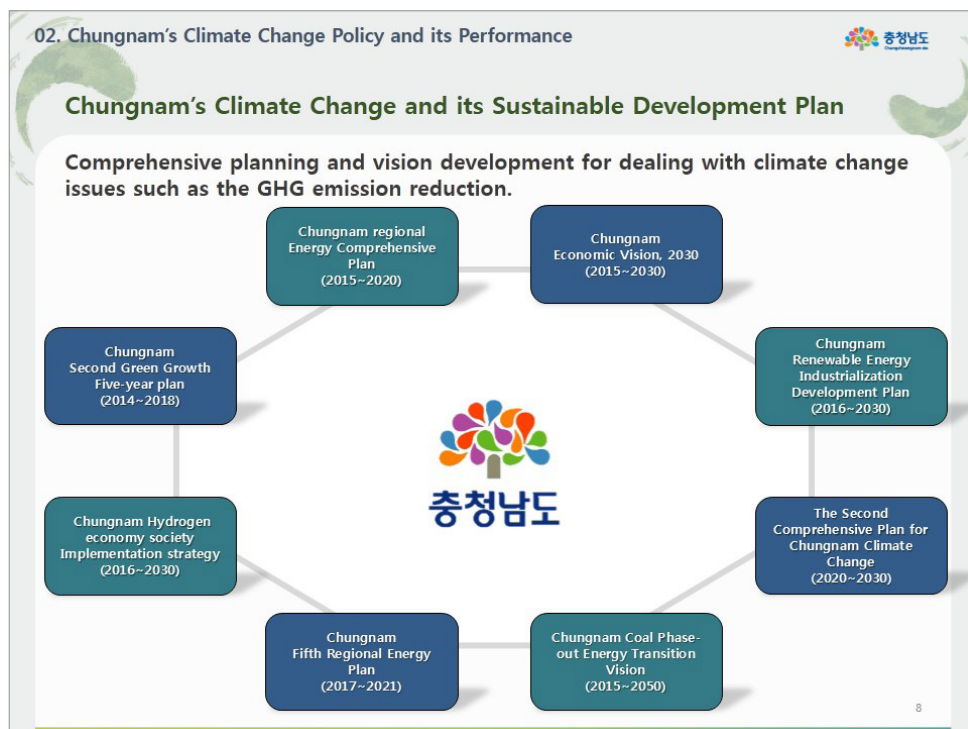 02. Chungnam's Climate Change Policy and its Performance
충청남도
Chungcheongnam-do
Chungnam's Climate Change and its Sustainable Development Plan
Comprehensive planning and vision development for dealing with climate change
issues such as the GHG emission reduction.
Chungnam regional
Energy Comprehensive
Plan
(2015~2020)
Chungnam
Economic Vision, 2030
(2015~2030)
Chungnam
Second Green Growth
Five-year plan
(2014~2018)
Chungnam
Renewable Energy
Industrialization
Development Plan
(2016~2030)
충청남도
Chungnam Hydrogen
economy society
Implementation strategy
(2016~2030)
The Second
Comprehensive Plan for
Chungnam Climate
Change
(2020~2030)
Chungnam
Fifth Regional Energy
Plan
(2017~2021)
Chungnam Coal Phase-
out Energy Transition
Vision
(2015~2050)
8